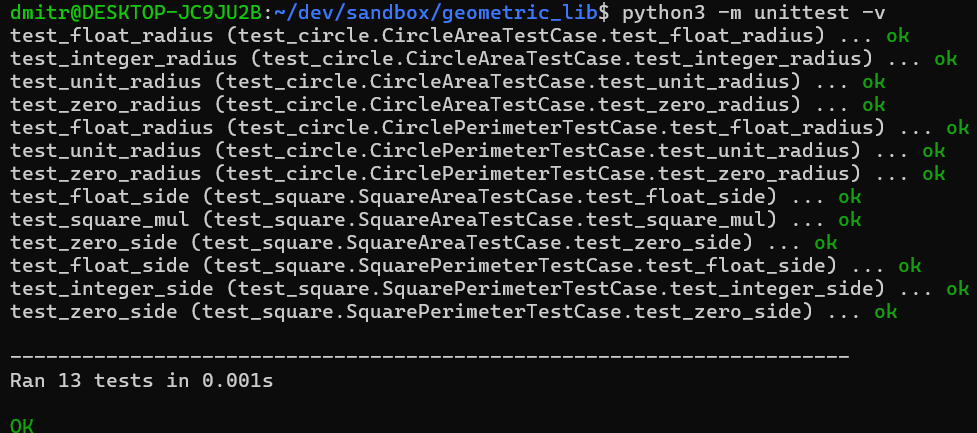 dmitr@DESKTOP-JC9JU2B:~/dev/sandbox/geometric_lib$ python3 -m unittest -v
test_float_radius (test_circle.CircleAreaTestCase.test_float_radius) ... ok
test_integer_radius (test_circle.CircleAreaTestCase.test_integer_radius) ... ok
test_unit_radius (test_circle.CircleAreaTestCase.test_unit_radius) ... ok
test_zero_radius (test_circle.CircleAreaTestCase.test_zero_radius) ... ok
test_float_radius (test_circle.CirclePerimeterTestCase.test_float_radius) ... ok
test_unit_radius (test_circle.CirclePerimeterTestCase.test_unit_radius) ... ok
test_zero_radius (test_circle.CirclePerimeterTestCase.test_zero_radius) ... ok
test_float_side (test_square.SquareAreaTestCase.test_float_side) ... ok
test_square_mul (test_square.SquareAreaTestCase.test_square_mul) ... ok
test_zero_side (test_square.SquareAreaTestCase.test_zero_side) ... ok
test_float_side (test_square.SquarePerimeterTestCase.test_float_side) ... ok
test_integer_side (test_square.SquarePerimeterTestCase.test_integer_side) ... ok
test_zero_side (test_square.SquarePerimeterTestCase.test_zero_side) ... ok
----------------------------------------------------------------------
Ran 13 tests in 0.001s
OK